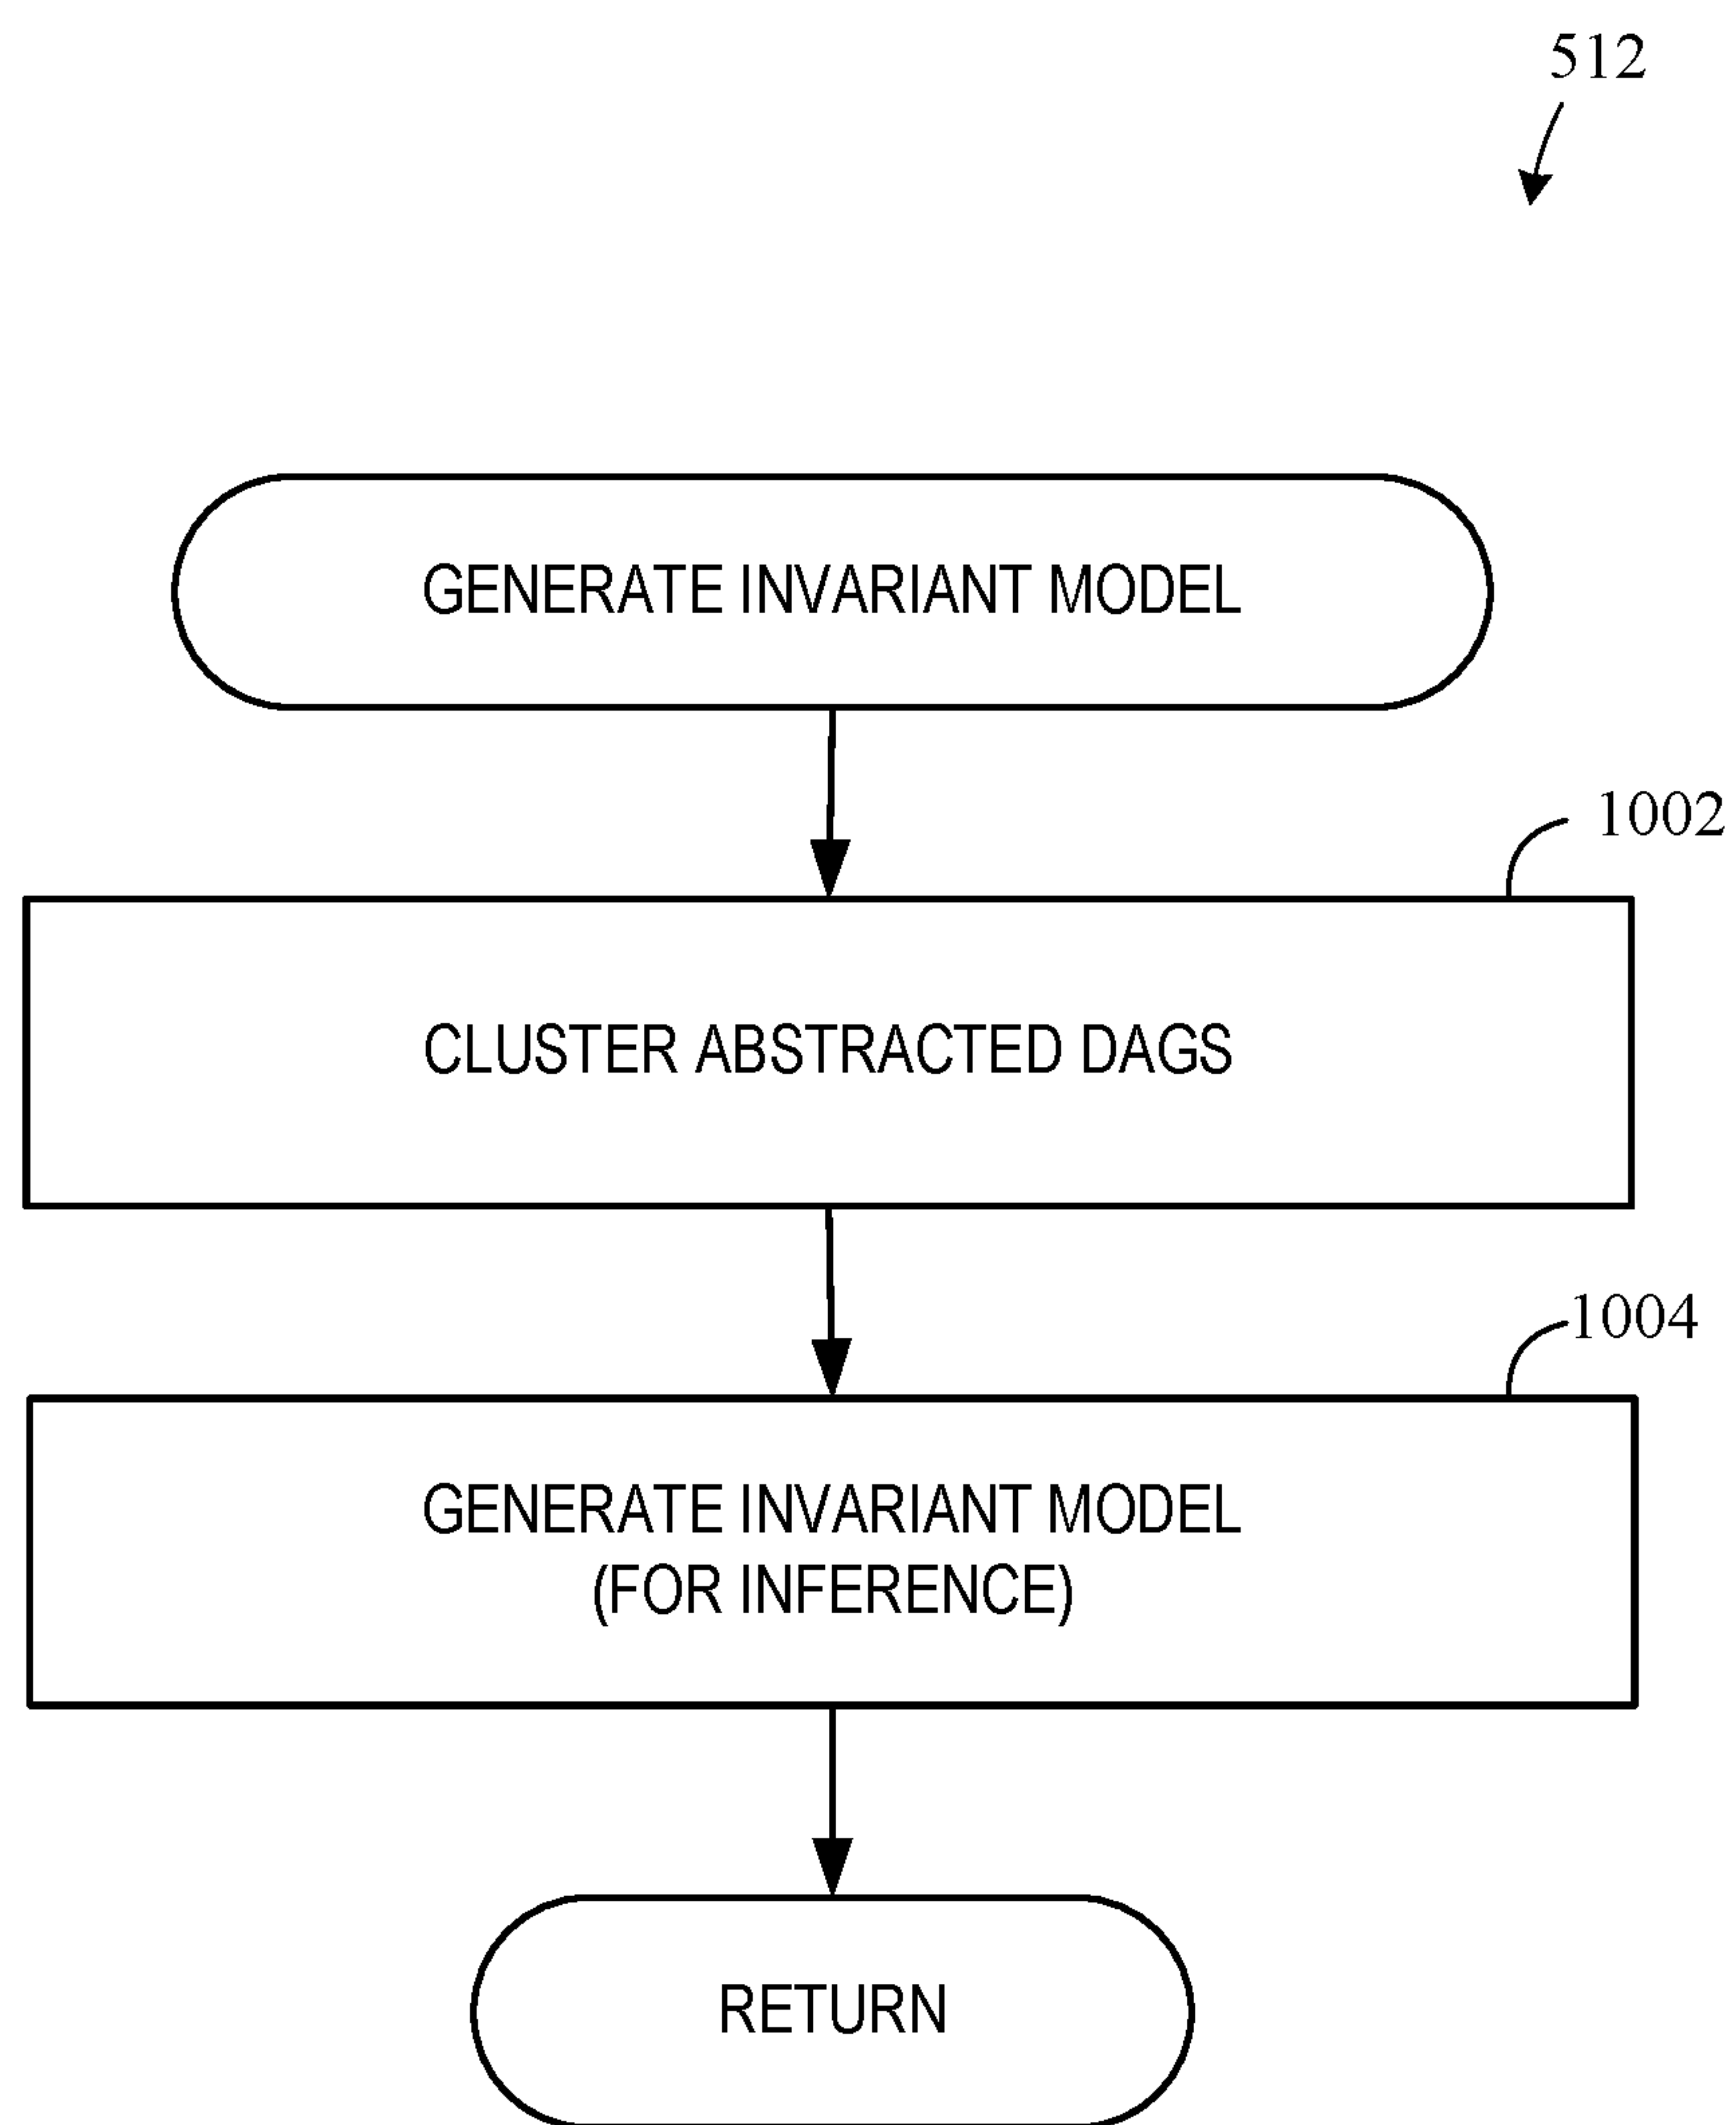 512
GENERATE INVARIANT MODEL
1002
CLUSTER ABSTRACTED DAGS
1004
GENERATE INVARIANT MODEL
(FOR INFERENCE)
RETURN